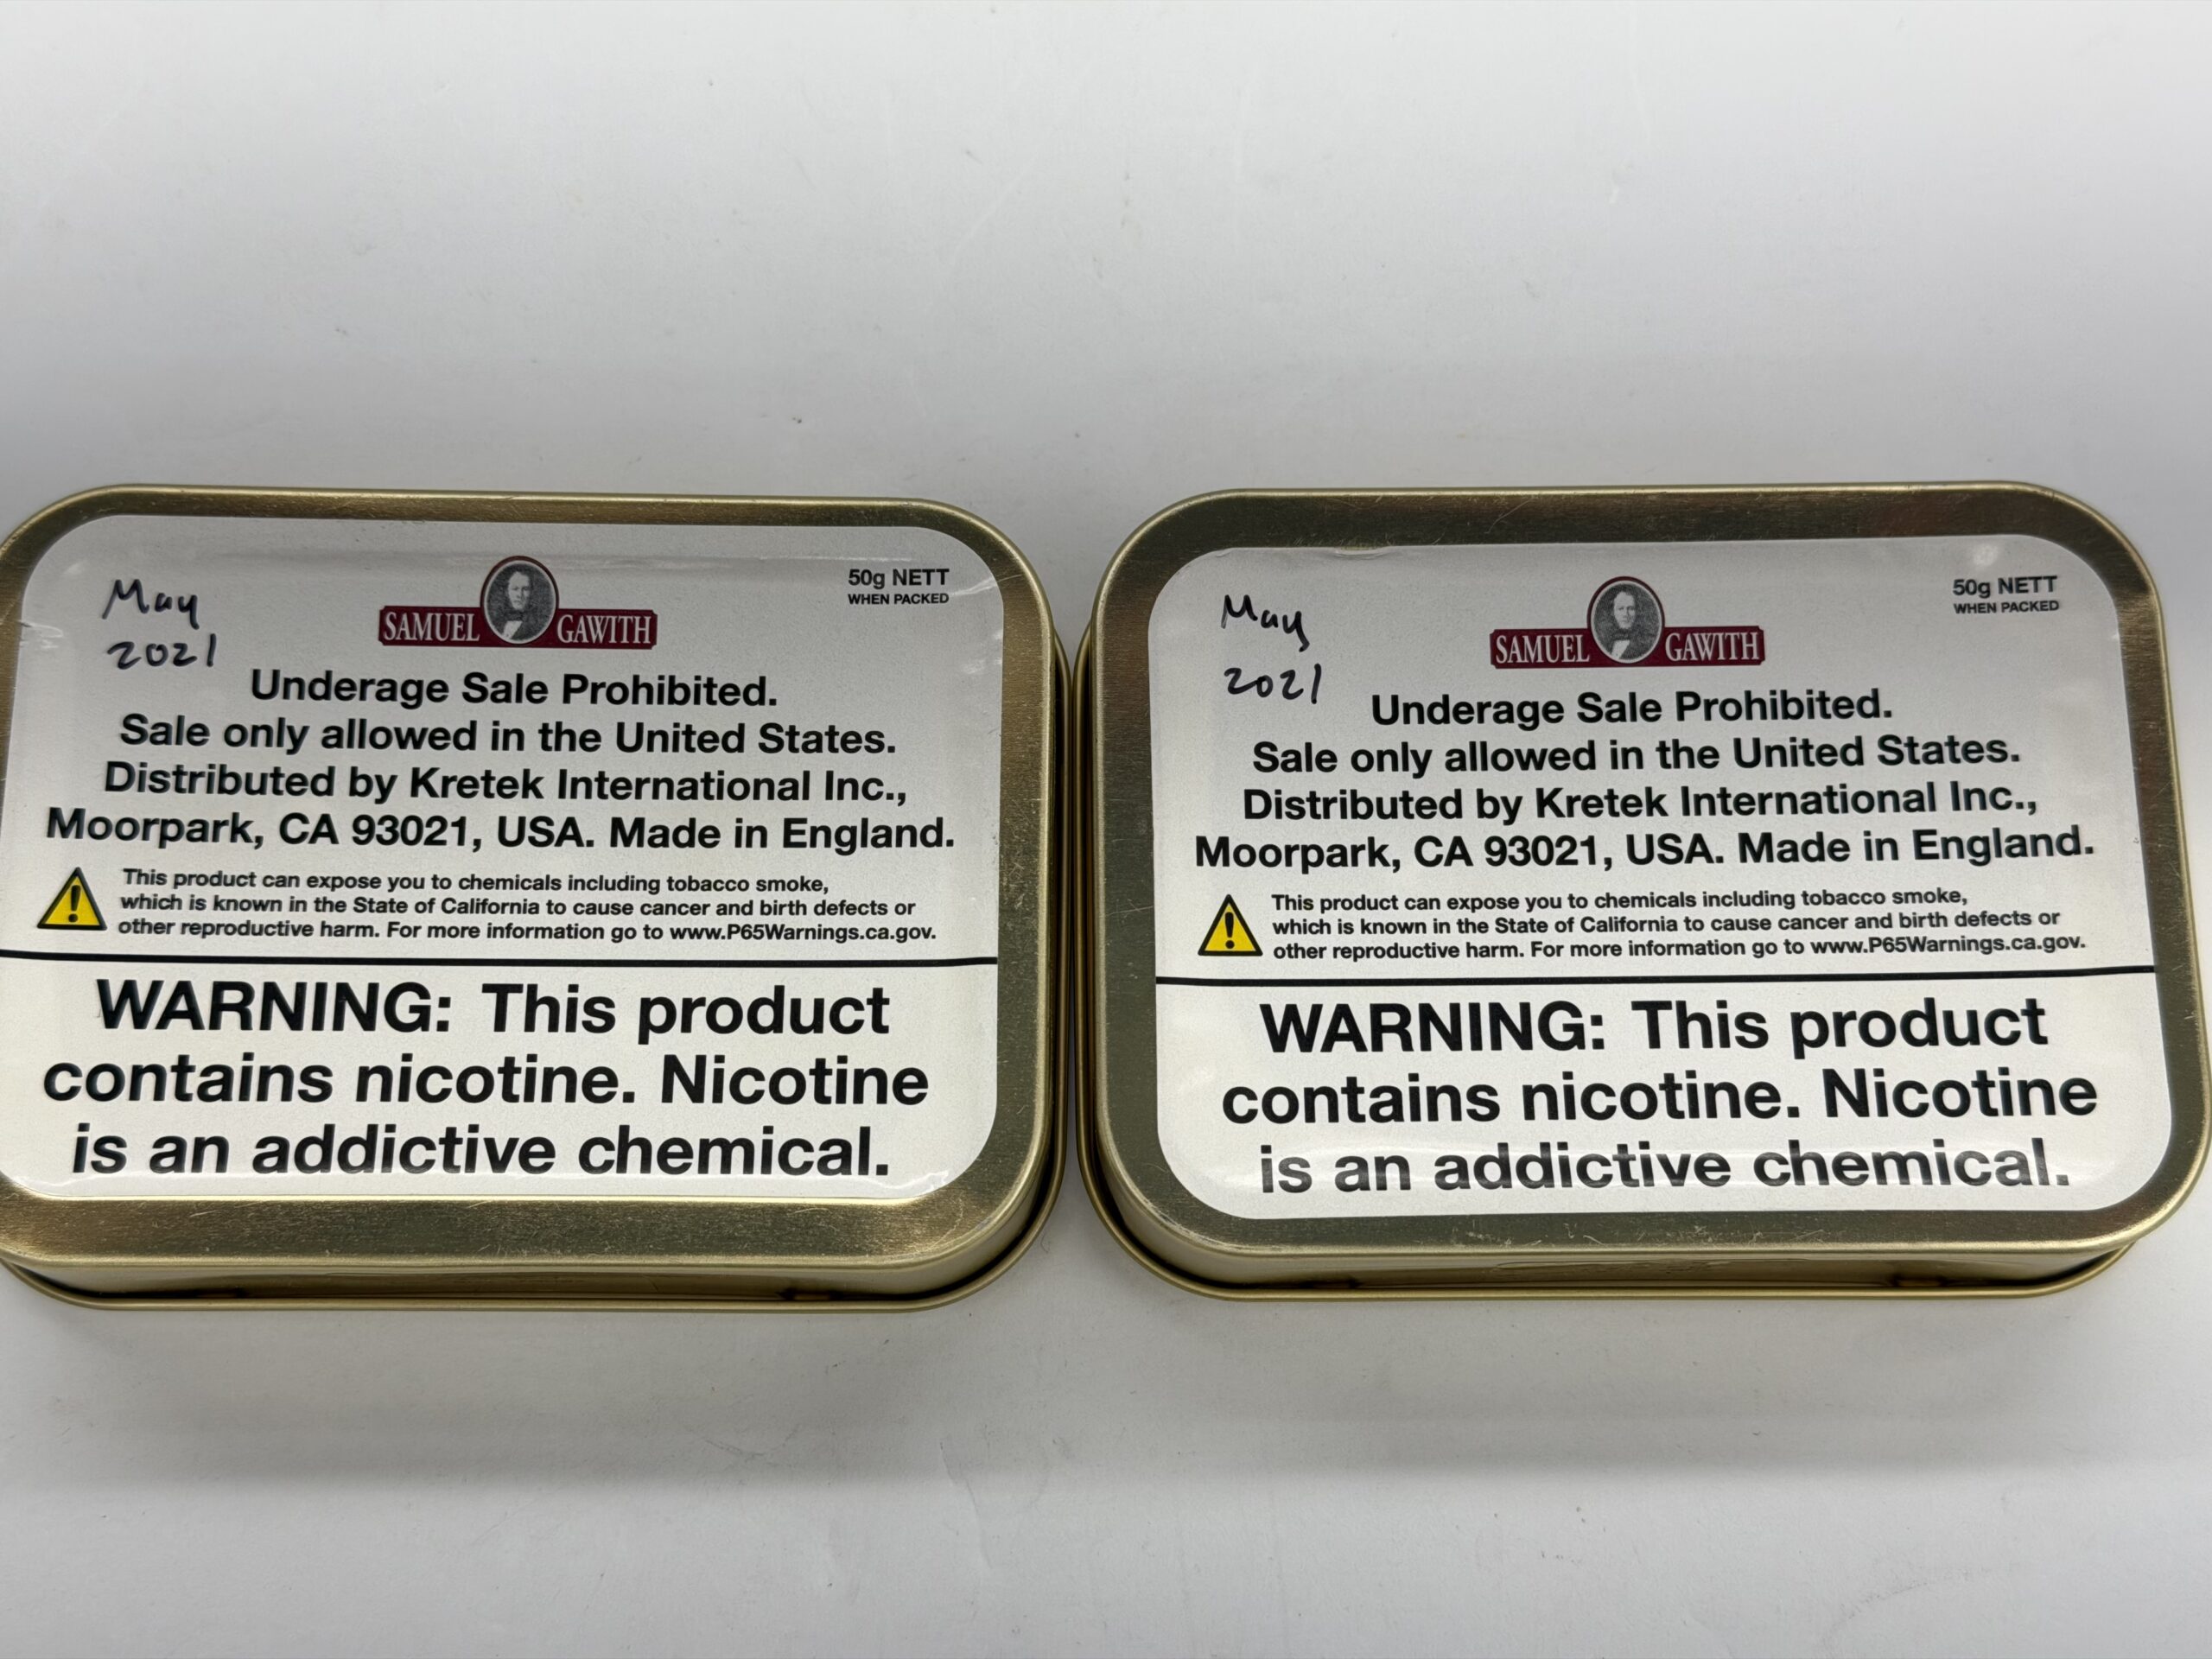 May
2021
SAMUEL GAWITH
50g NETT
WHEN PACKED
Underage Sale Prohibited.
Sale only allowed in the United States.
Distributed by Kretek International Inc.,
Moorpark, CA 93021, USA. Made in England.
This product can expose you to chemicals including tobacco smoke,
which is known in the State of California to cause cancer and birth defects or
other reproductive harm. For more information go to www.P65Warnings.ca.gov.
WARNING: This product
contains nicotine. Nicotine
is an addictive chemical.
May
2021
SAMUEL GAWITH
50g NETT
WHEN PACKED
Underage Sale Prohibited.
Sale only allowed in the United States.
Distributed by Kretek International Inc.,
Moorpark, CA 93021, USA. Made in England.
This product can expose you to chemicals including tobacco smoke,
which is known in the State of California to cause cancer and birth defects or
other reproductive harm. For more information go to www.P65Warnings.ca.gov.
WARNING: This product
contains nicotine. Nicotine
is an addictive chemical.